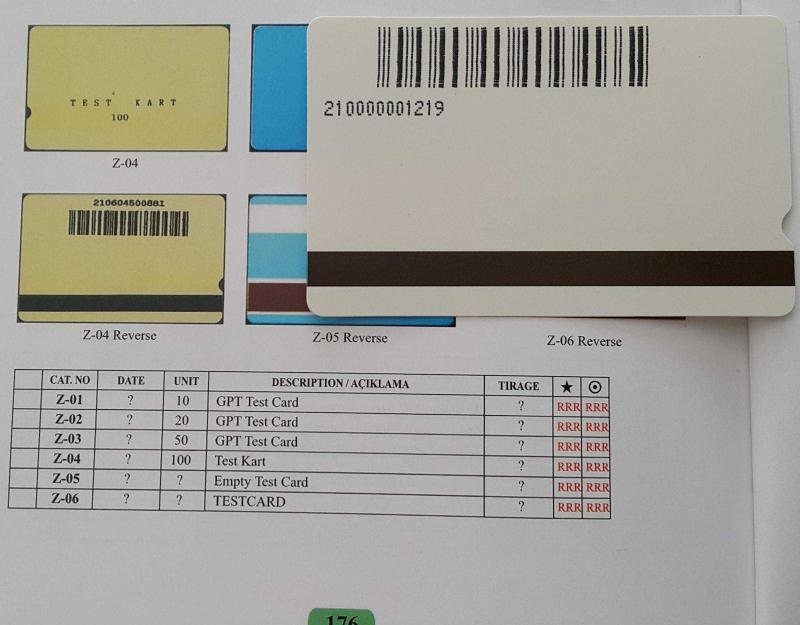 TEST KART
100
Z-04
210000001219
210604500881
Z-04 Reverse
Z-05 Reverse
Z-06 Reverse
CAT. NO DATE UNIT DESCRIPTION / AÇIKLAMA TIRAGE ★ ⊙
Z-01 ? 10 GPT Test Card ? RRR RRR
Z-02 ? 20 GPT Test Card ? RRR RRR
Z-03 ? 50 GPT Test Card ? RRR RRR
Z-04 ? 100 Test Kart ? RRR RRR
Z-05 ? ? Empty Test Card ? RRR RRR
Z-06 ? ? TESTCARD ? RRR RRR
176